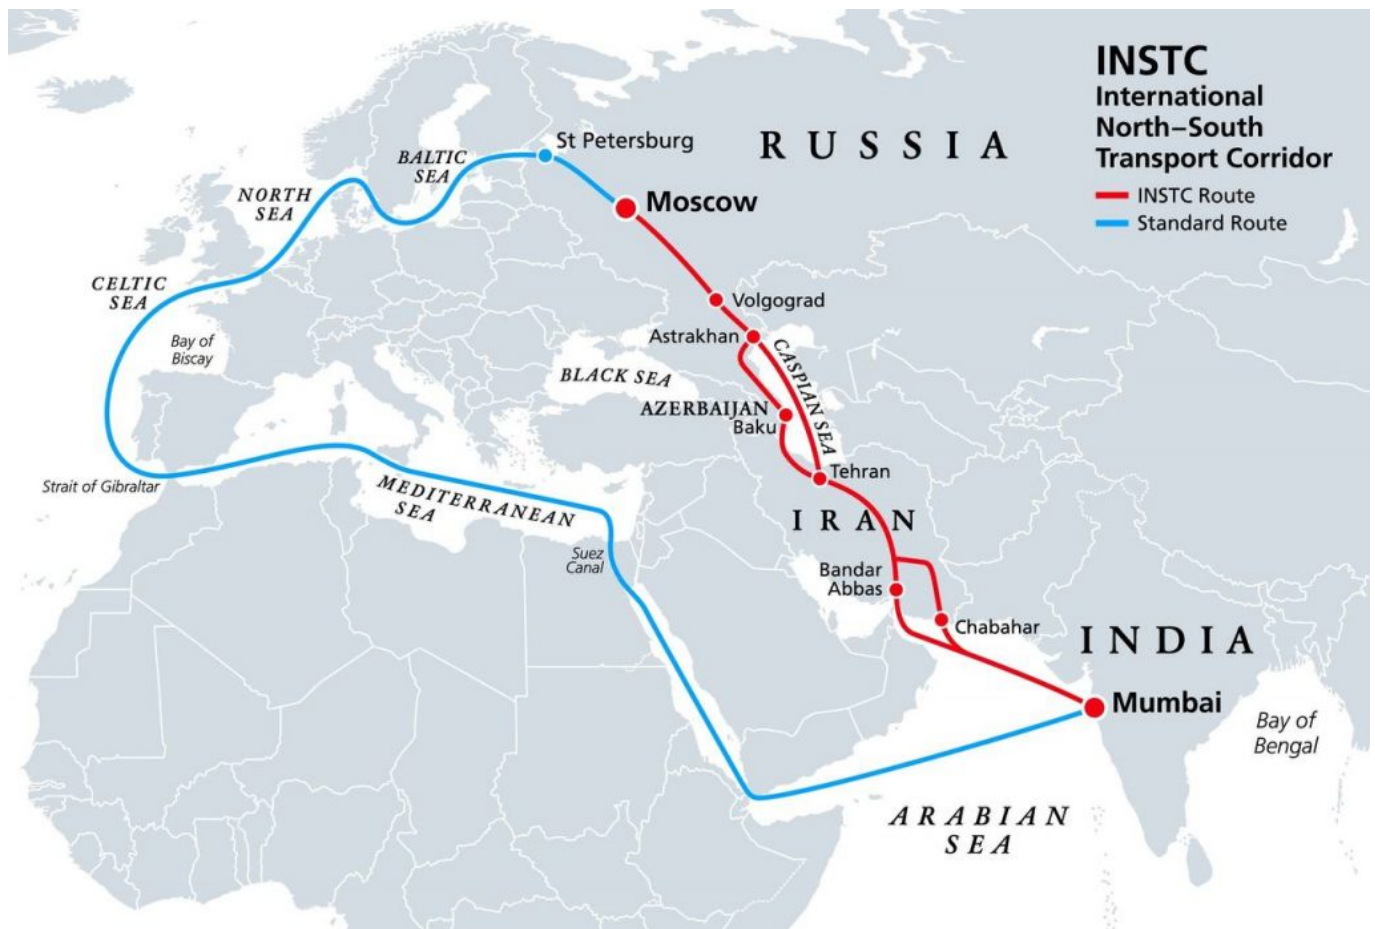 INSTC
International
North–South
Transport Corridor
INSTC Route
Standard Route
RUSSIA
St Petersburg
Moscow
BALTIC
SEA
NORTH
SEA
CELTIC
SEA
Bay of
Biscay
Volgograd
Astrakhan
CASPIAN SEA
BLACK SEA
AZERBAIJAN
Baku
Tehran
Strait of Gibraltar
MEDITERRANEAN
SEA
IRAN
Suez
Canal
Bandar
Abbas
Chabahar
INDIA
Mumbai
Bay of
Bengal
ARABIAN
SEA